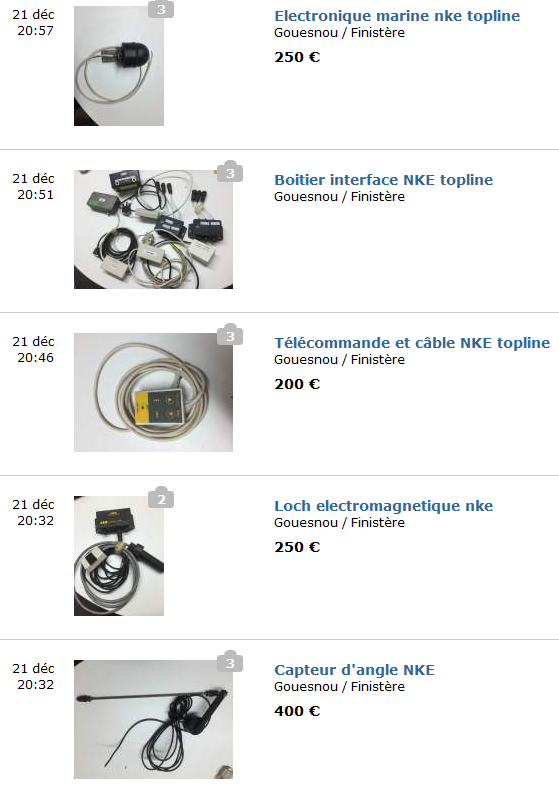 21 déc
20:57
3
Electronique marine nke topline
Gouesnou / Finistère
250 €
21 déc
20:51
3
Boitier interface NKE topline
Gouesnou / Finistère
21 déc
20:46
3
Télécommande et câble NKE topline
Gouesnou / Finistère
200 €
21 déc
20:32
2
Loch electromagnetique nke
Gouesnou / Finistère
250 €
21 déc
20:32
3
Capteur d'angle NKE
Gouesnou / Finistère
400 €